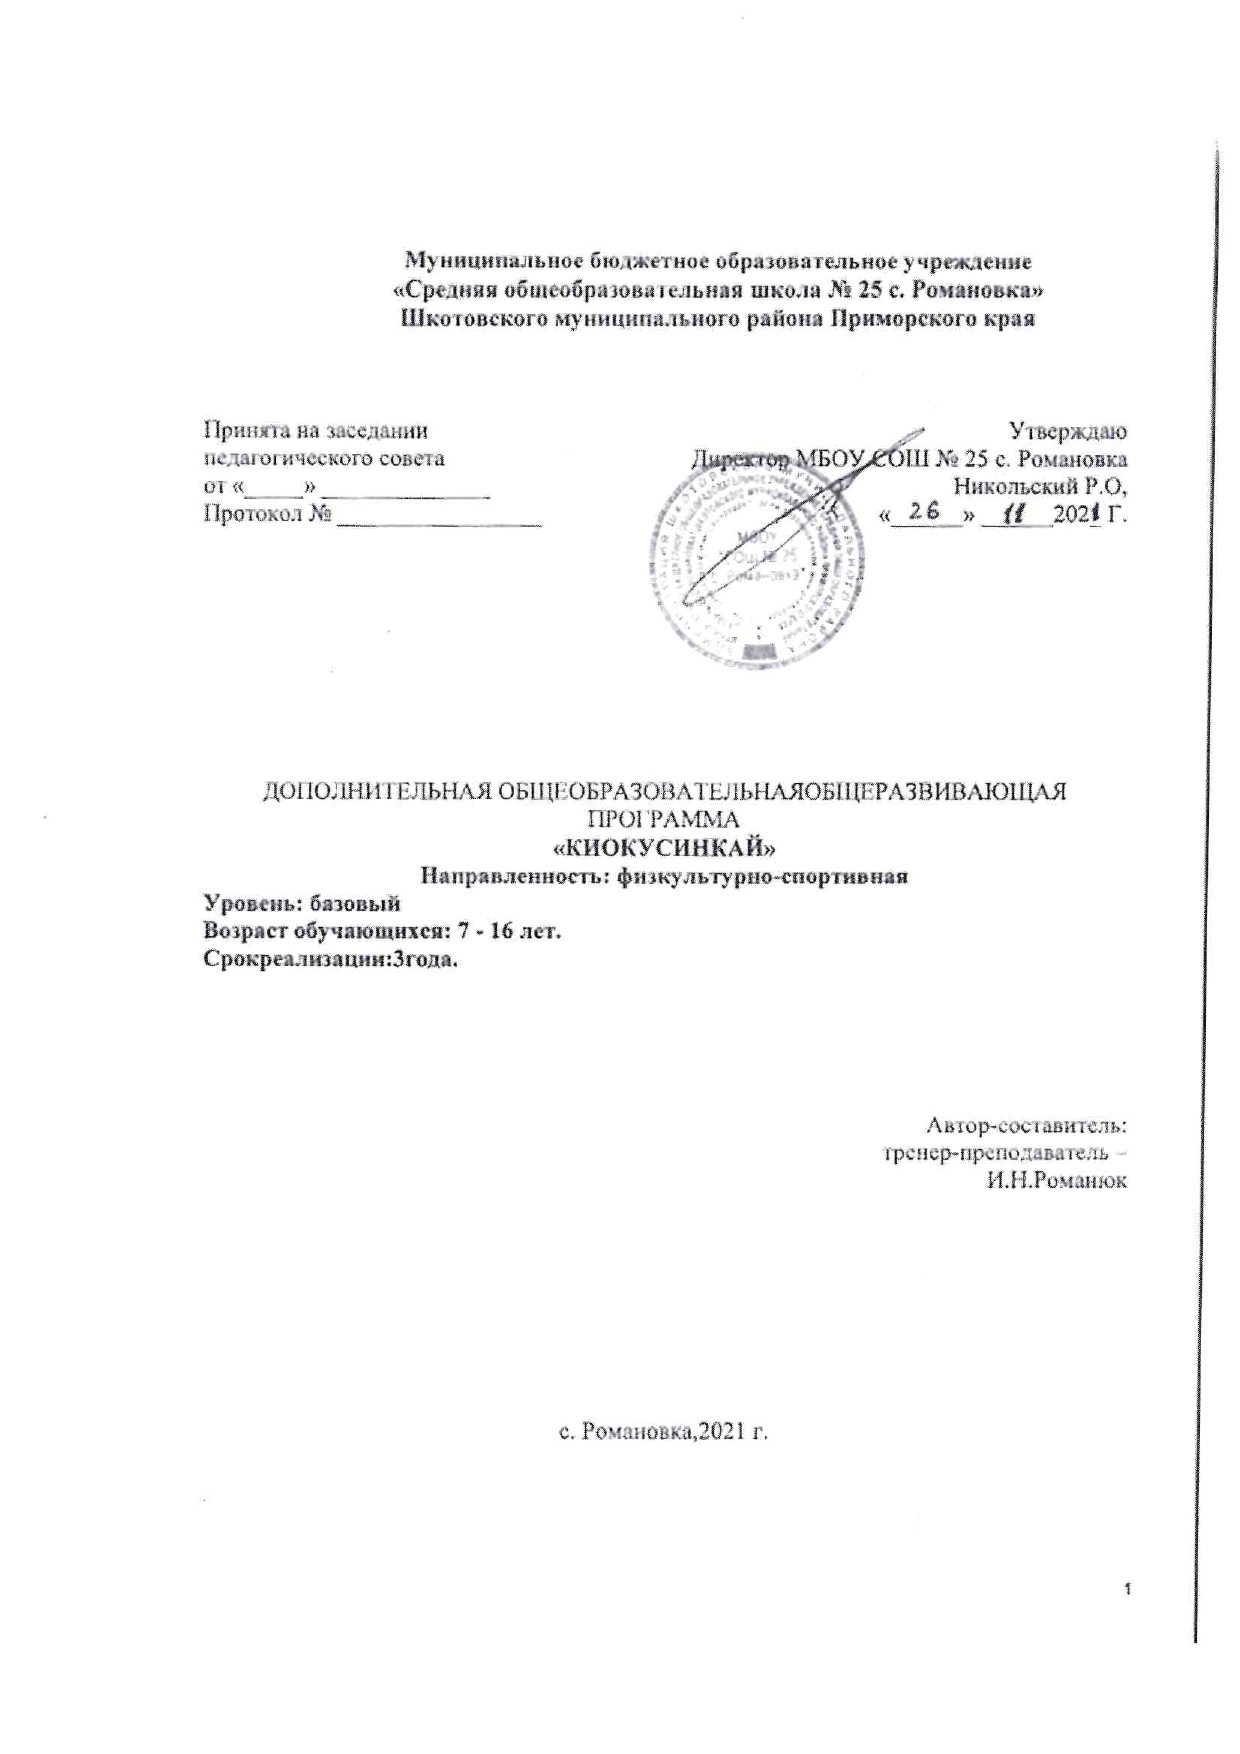 Муниципальное бюджетное образовательное учреждение
«Средняя общеобразовательная школа № 25 с. Романовка»
Шкотовского муниципального района Приморского края
Принята на заседании
педагогического совета
от «_____» ______________
Протокол № _________________
Утверждаю
Директор МБОУ СОШ № 25 с. Романовка
Никольский Р.О,
« 26 » 11 2021 Г.
МБОУ
ДОПОЛНИТЕЛЬНАЯ ОБЩЕОБРАЗОВАТЕЛЬНАЯОБЩЕРАЗВИВАЮЩАЯ
ПРОГРАММА
«КИОКУСИНКАЙ»
Направленность: физкультурно-спортивная
Уровень: базовый
Возраст обучающихся: 7 - 16 лет.
Срокреализации:3года.
Автор-составитель:
тренер-преподаватель –
И.Н.Романюк
с. Романовка,2021 г.
1